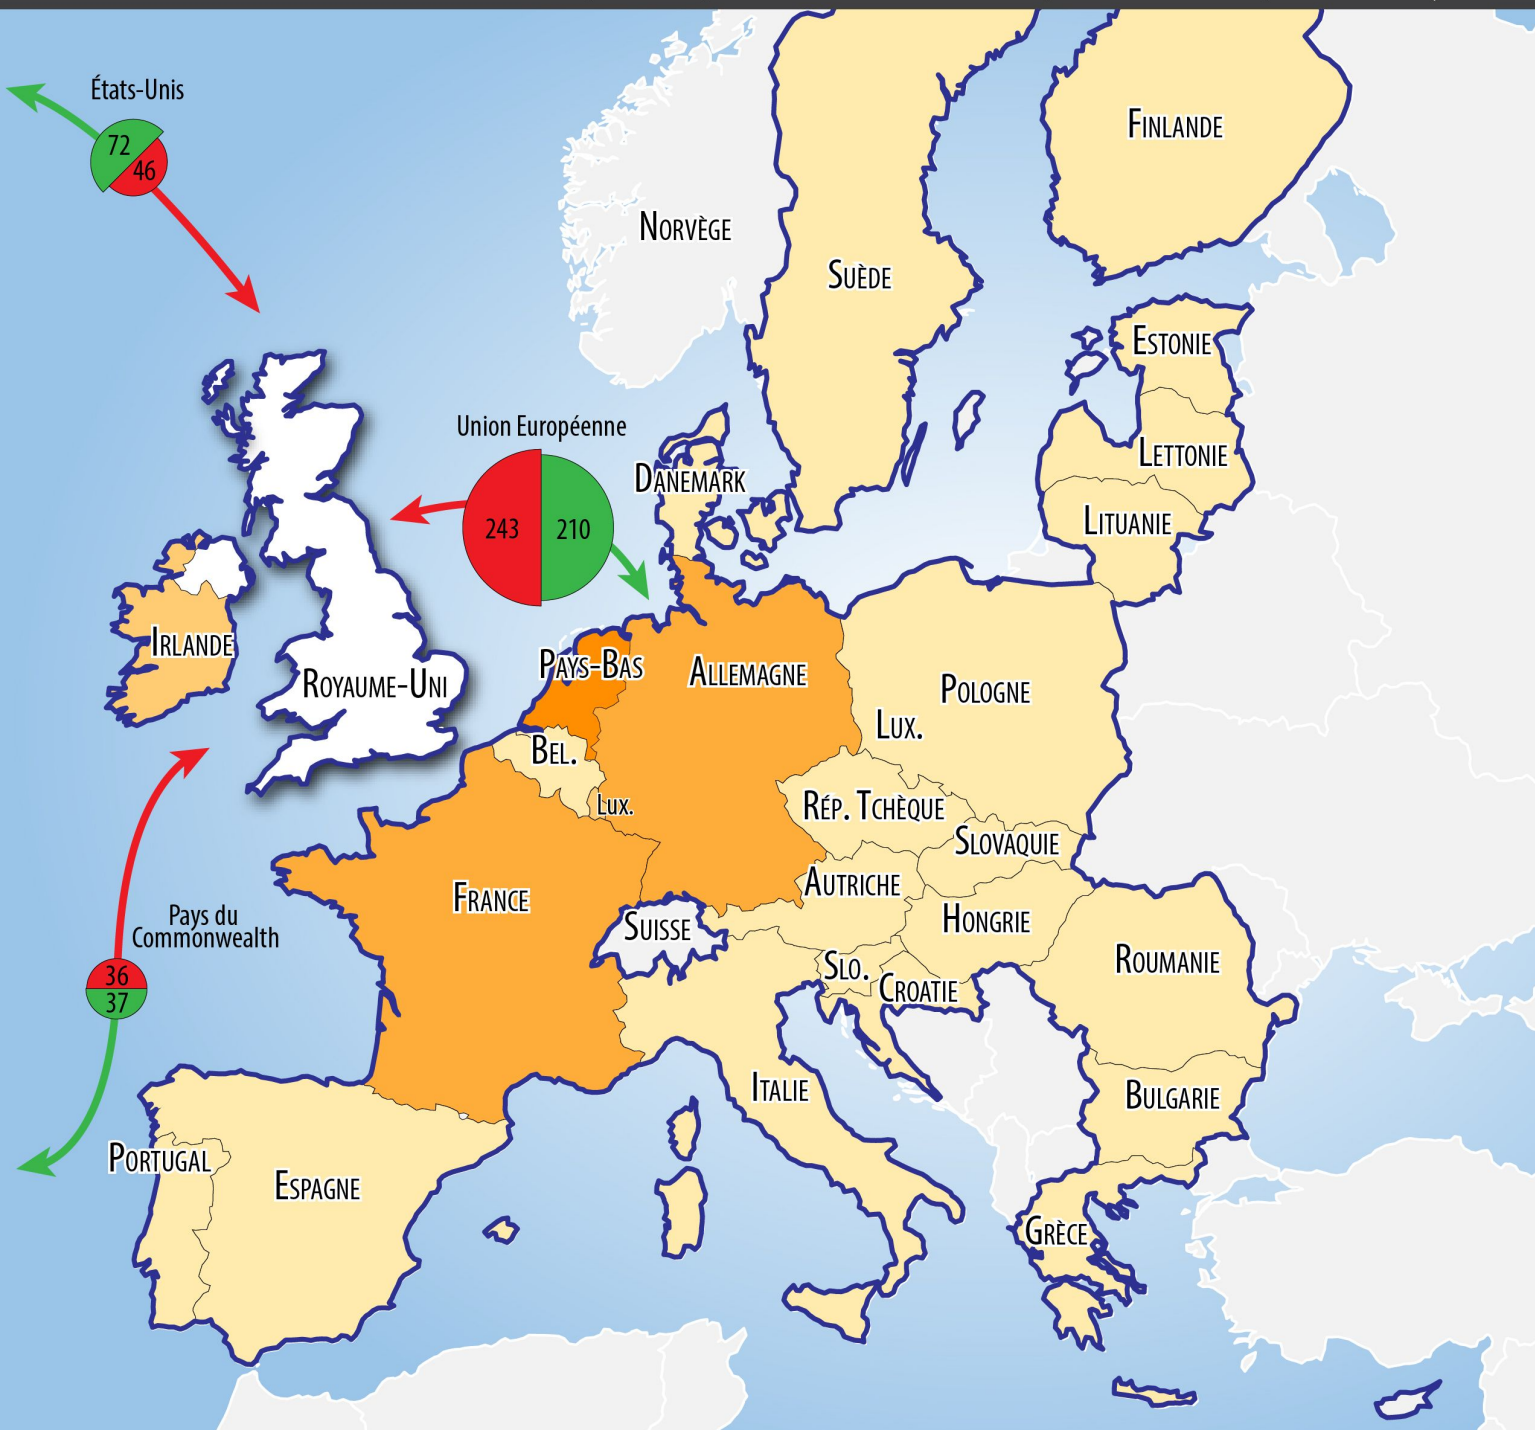 États-Unis
72
46
FINLANDE
NORVÈGE
SUÈDE
ESTONIE
Union Européenne
LETTONIE
DANEMARK
243
210
LITUANIE
IRLANDE
PAYS-BAS
ALLEMAGNE
ROYAUME-UNI
POLOGNE
LUX.
BEL.
LUX.
RÉP. TCHÈQUE
SLOVAQUIE
AUTRICHE
FRANCE
Pays du
Commonwealth
HONGRIE
SUISSE
ROUMANIE
SLO.
36
CROATIE
37
ITALIE
BULGARIE
PORTUGAL
ESPAGNE
GRÈCE